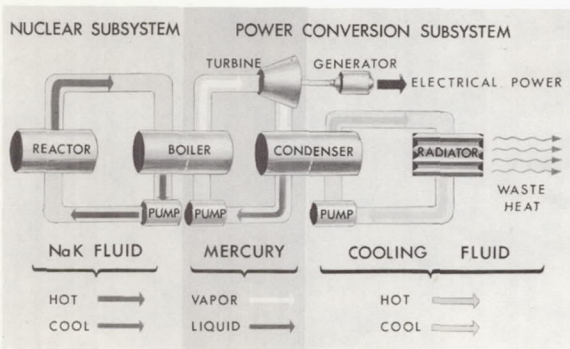 NUCLEAR SUBSYSTEM
POWER CONVERSION SUBSYSTEM
TURBINE
GENERATOR
ELECTRICAL POWER
REACTOR
BOILER
CONDENSER
RADIATOR
PUMP
PUMP
PUMP
WASTE
HEAT
NaK FLUID
MERCURY
COOLING FLUID
HOT
VAPOR
HOT
COOL
LIQUID
COOL